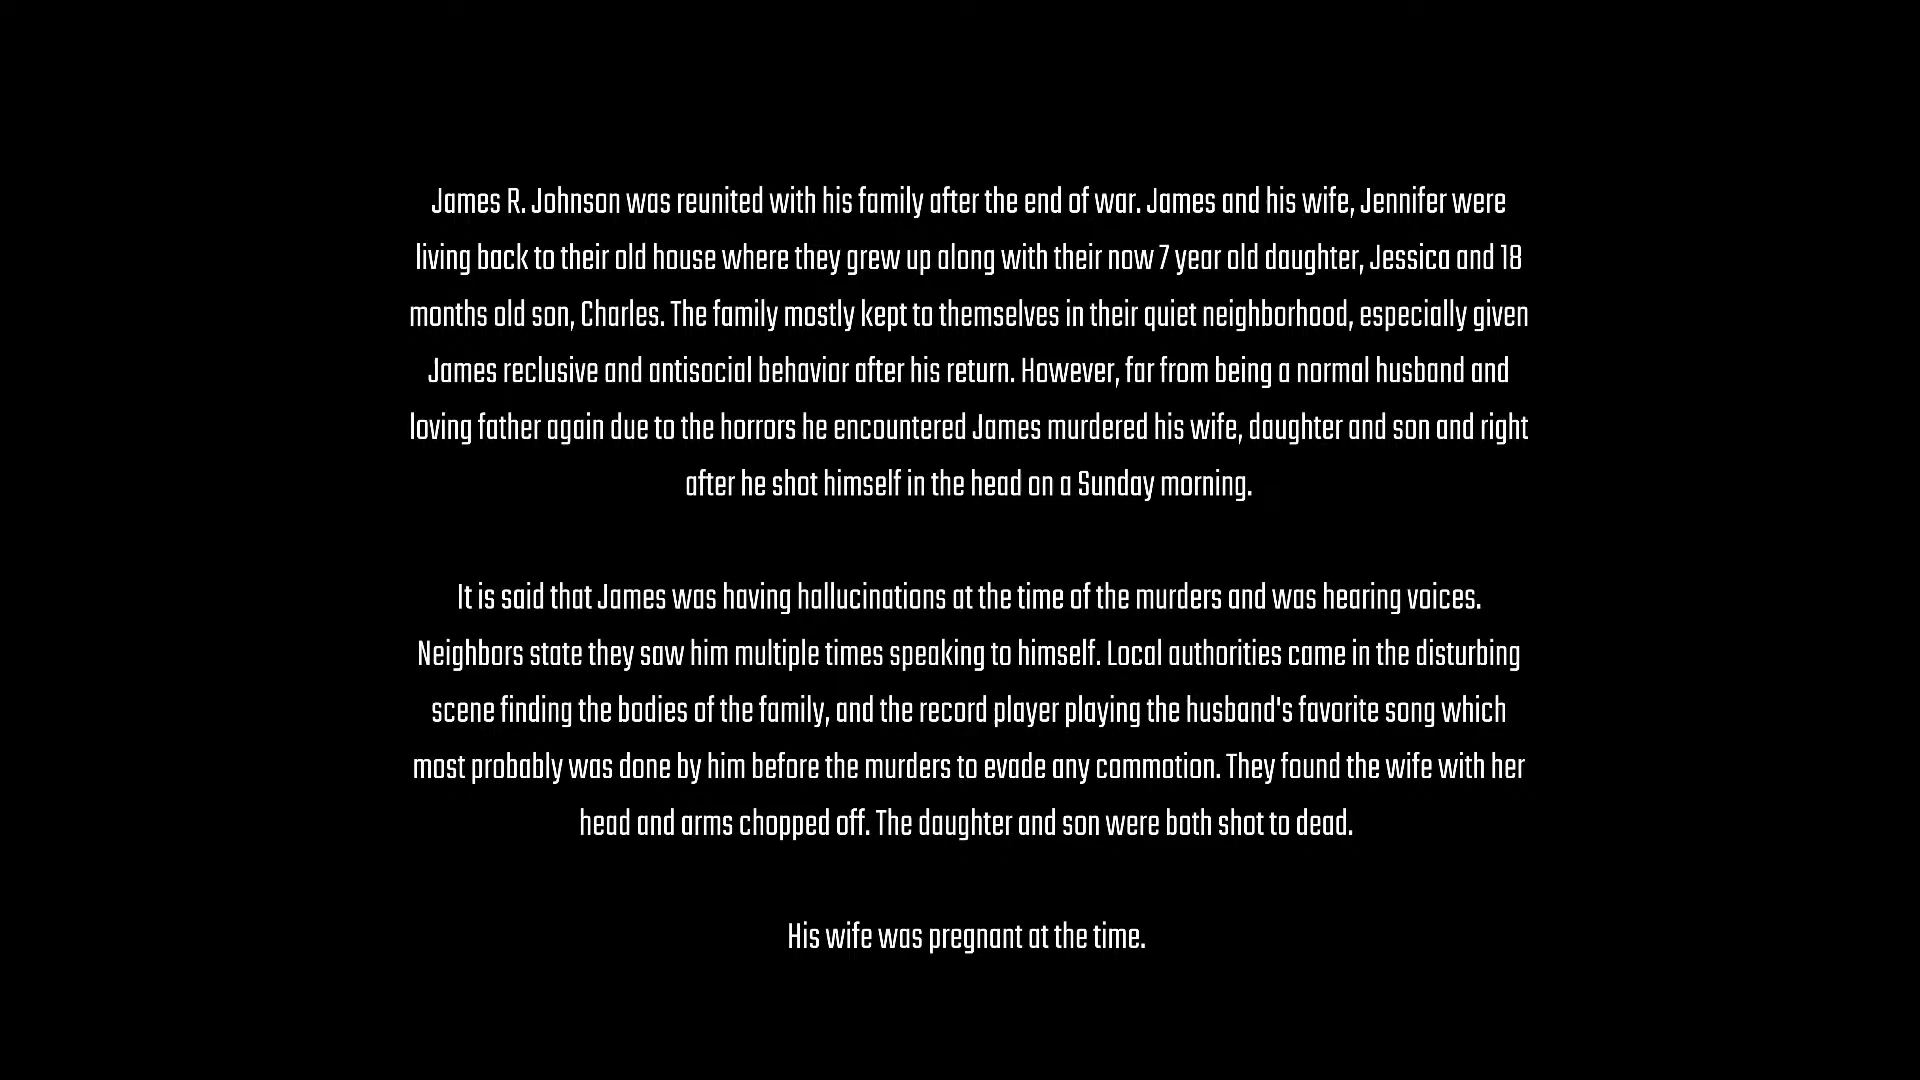 James R. Johnson was reunited with his family after the end of war. James and his wife, Jennifer were
living back to their old house where they grew up along with their now 7 year old daughter, Jessica and 18
months old son, Charles. The family mostly kept to themselves in their quiet neighborhood, especially given
James reclusive and antisocial behavior after his return. However, far from being a normal husband and
loving father again due to the horrors he encountered James murdered his wife, daughter and son and right
after he shot himself in the head on a Sunday morning.
It is said that James was having hallucinations at the time of the murders and was hearing voices.
Neighbors state they saw him multiple times speaking to himself. Local authorities came in the disturbing
scene finding the bodies of the family, and the record player playing the husband's favorite song which
most probably was done by him before the murders to evade any commotion. They found the wife with her
head and arms chopped off. The daughter and son were both shot to dead.
His wife was pregnant at the time.